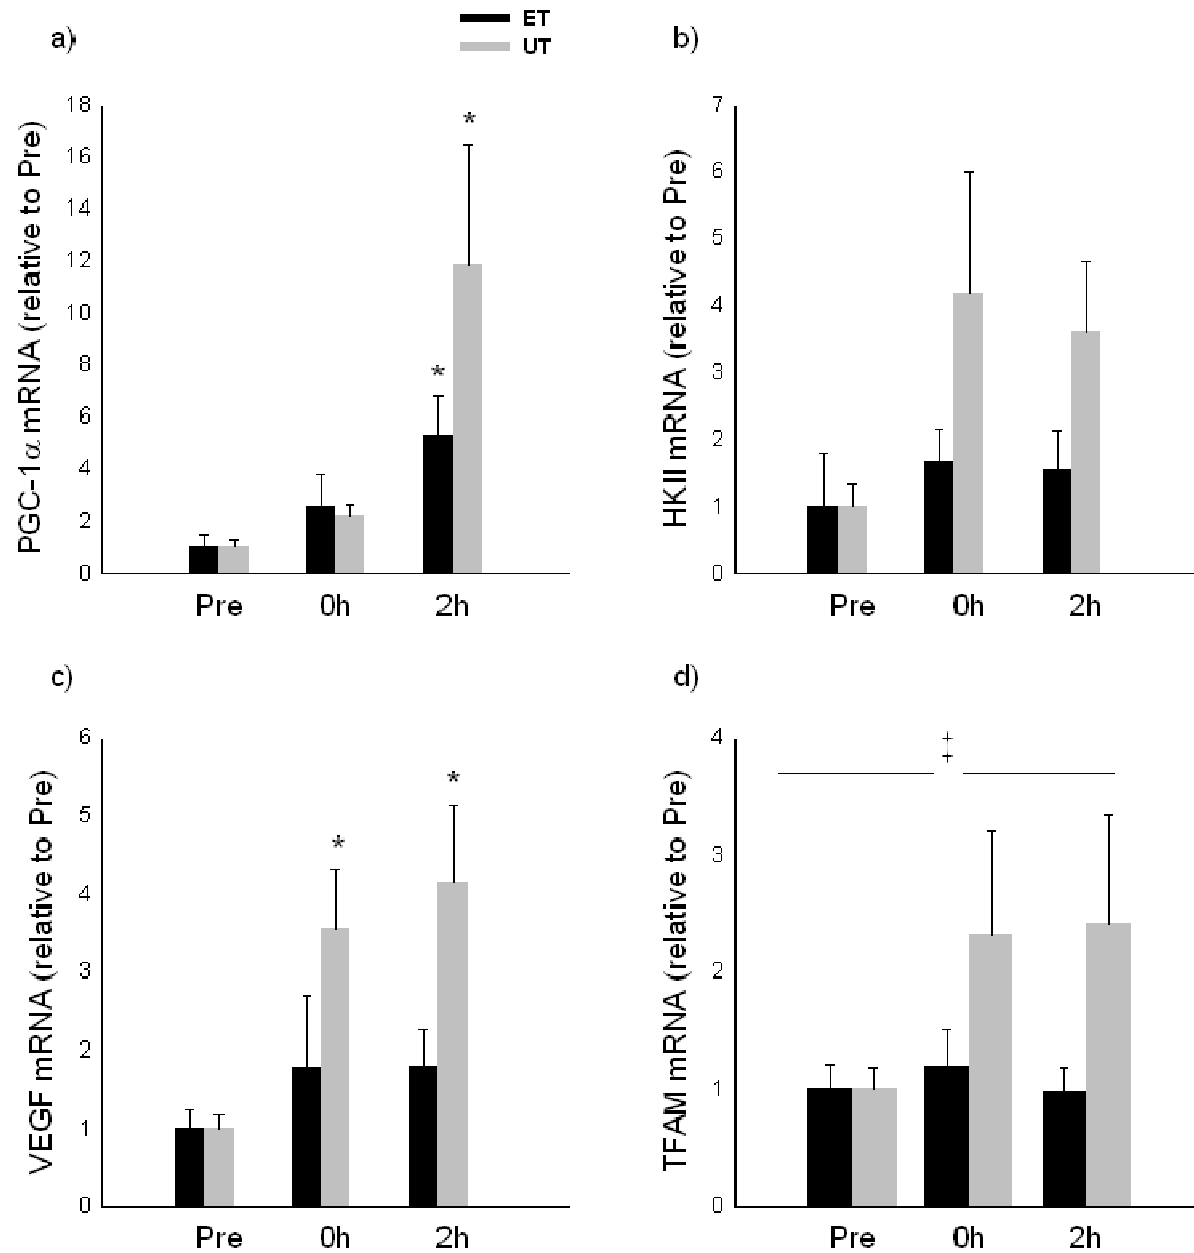 ET
UT
a)
PGC-1α mRNA (relative to Pre)
18
16
14
12
10
8
6
4
2
0
*
*
Pre 0h 2h
b)
HKII mRNA (relative to Pre)
7
6
5
4
3
2
1
0
Pre 0h 2h
c)
VEGF mRNA (relative to Pre)
6
5
4
3
2
1
0
*
*
Pre 0h 2h
d)
TFAM mRNA (relative to Pre)
4
3
2
1
0
‡
Pre 0h 2h